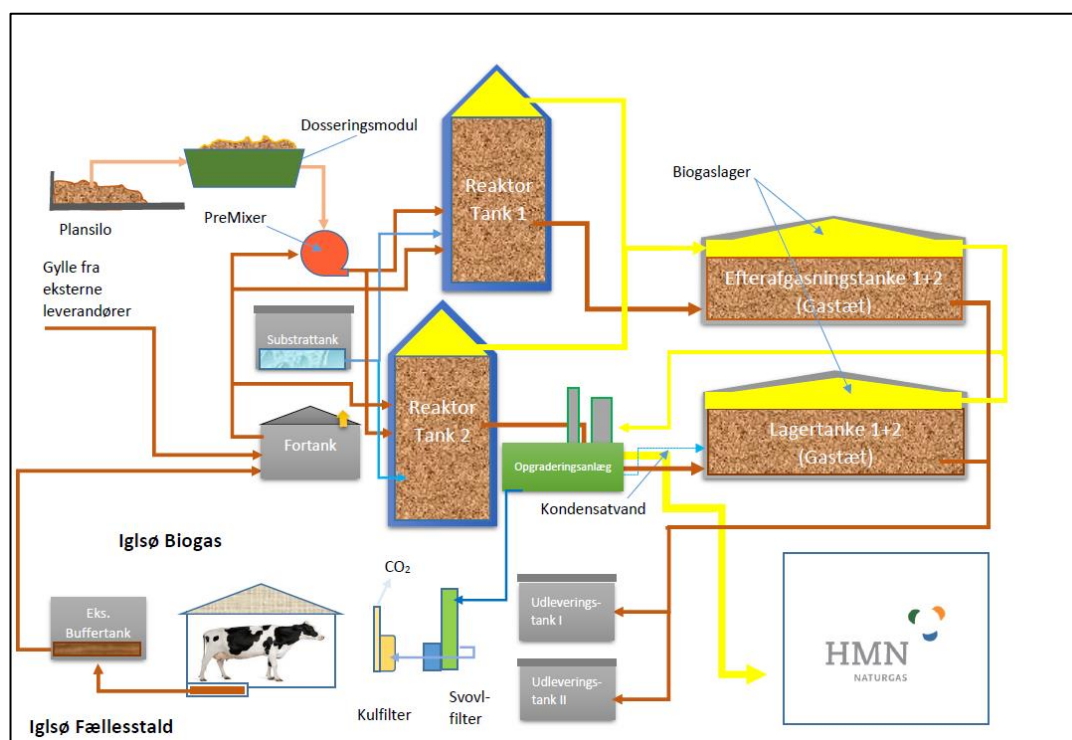 Dosseringsmodul
Plansilo
PreMixer
Gylle fra
eksterne
leverandører
Substrattank
Fortank
Reaktor
Tank 1
Reaktor
Tank 2
Biogaslager
Efterafgasningstanke 1+2
(Gastæt)
Lagertanke 1+2
(Gastæt)
Opgraderingsanlæg
Kondensatvand
Iglsø Biogas
Eks.
Buffertank
Iglsø Fællesstald
CO₂
Kulfilter
Svovl-
filter
Udleverings-
tank I
Udleverings-
tank II
HMN
NATURGAS